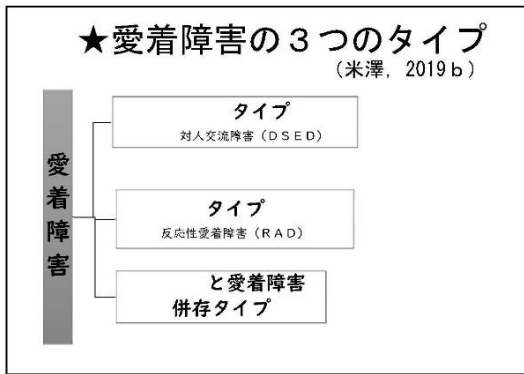 ★愛着障害の３つのタイプ
(米澤, 2019ｂ)
愛着障害
タイプ
対人交流障害（ＤＳＥＤ）
タイプ
反応性愛着障害（ＲＡＤ）
と愛着障害
併存タイプ